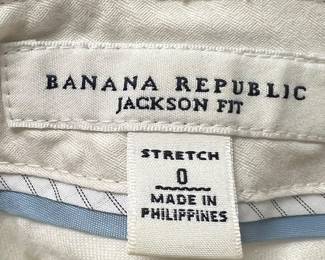 BANANA REPUBLIC
JACKSON FIT
STRETCH
0
MADE IN
PHILIPPINES